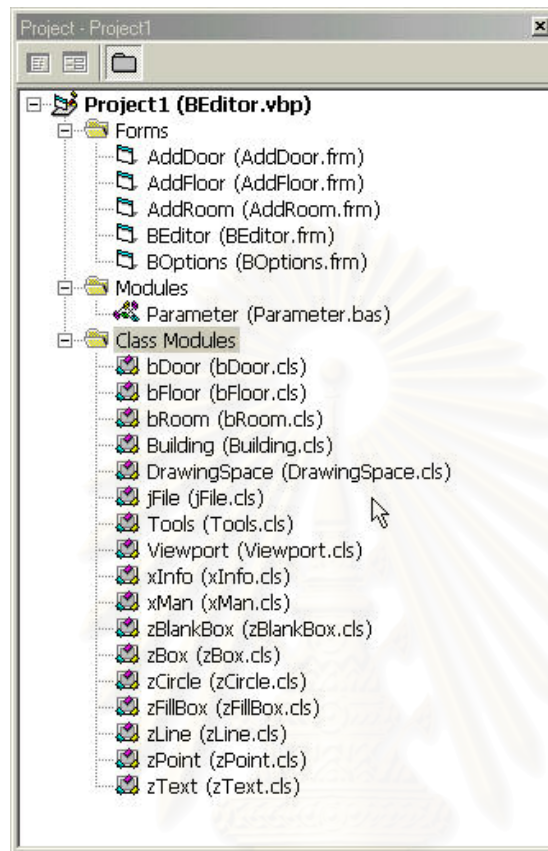 Project - Project1
Project1 (BEditor.vbp)
Forms
AddDoor (AddDoor.frm)
AddFloor (AddFloor.frm)
AddRoom (AddRoom.frm)
BEditor (BEditor.frm)
BOptions (BOptions.frm)
Modules
Parameter (Parameter.bas)
Class Modules
bDoor (bDoor.cls)
bFloor (bFloor.cls)
bRoom (bRoom.cls)
Building (Building.cls)
DrawingSpace (DrawingSpace.cls)
jFile (jFile.cls)
Tools (Tools.cls)
Viewport (Viewport.cls)
xInfo (xInfo.cls)
xMan (xMan.cls)
zBlankBox (zBlankBox.cls)
zBox (zBox.cls)
zCircle (zCircle.cls)
zFillBox (zFillBox.cls)
zLine (zLine.cls)
zPoint (zPoint.cls)
zText (zText.cls)